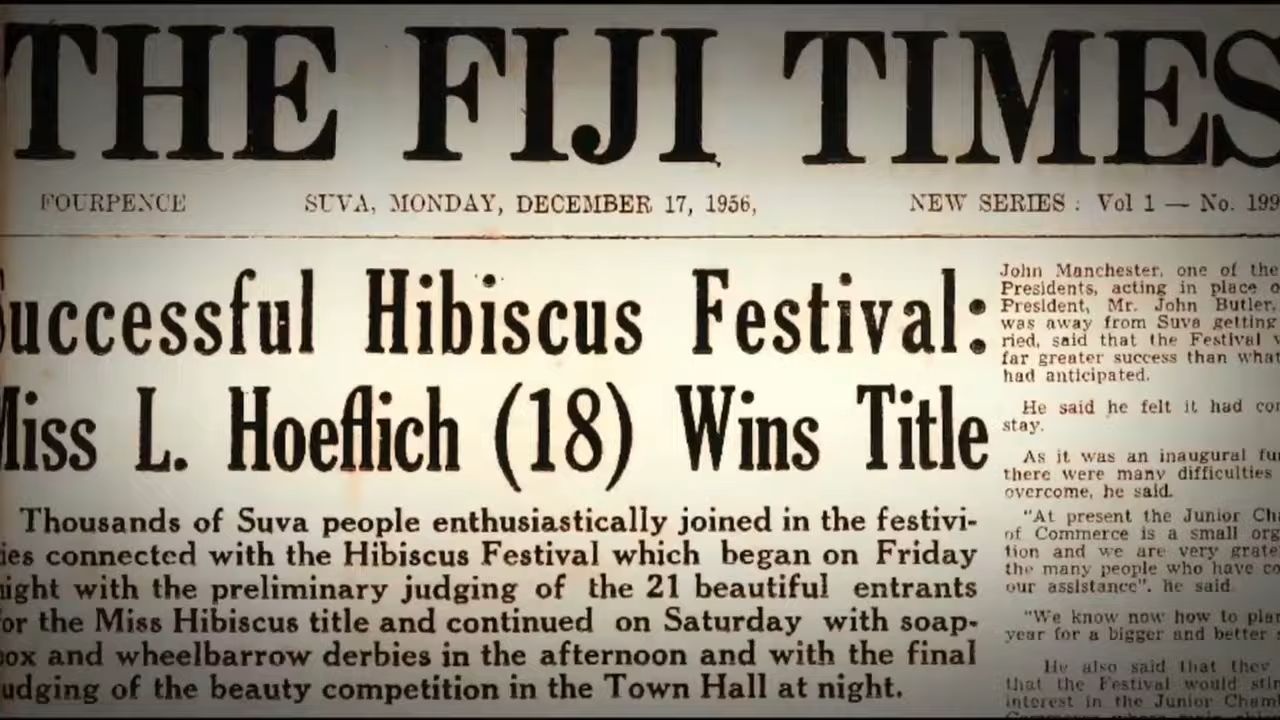 THE FIJI TIMES
FOURPENCE SUVA, MONDAY, DECEMBER 17, 1956, NEW SERIES : Vol 1 — No. 199
Successful Hibiscus Festival:
Miss L. Hoeflich (18) Wins Title
Thousands of Suva people enthusiastically joined in the festivi-
ies connected with the Hibiscus Festival which began on Friday
ight with the preliminary judging of the 21 beautiful entrants
for the Miss Hibiscus title and continued on Saturday with soap-
box and wheelbarrow derbies in the afternoon and with the final
udging of the beauty competition in the Town Hall at night.
John Manchester, one of the
Presidents, acting in place o
President, Mr. John Butler,
was away from Suva getting
ried, said that the Festival
far greater success than what
had anticipated.
He said he felt it had
stay.
As it was an inaugural
there were many difficulties
overcome, he said.
"At present the Junior
of Commerce is a small
tion and we are very
the many people who have
our assistance", he said.
"We know now how to
year for a bigger and better
He also said that they
that the Festival would
interest in the Junior